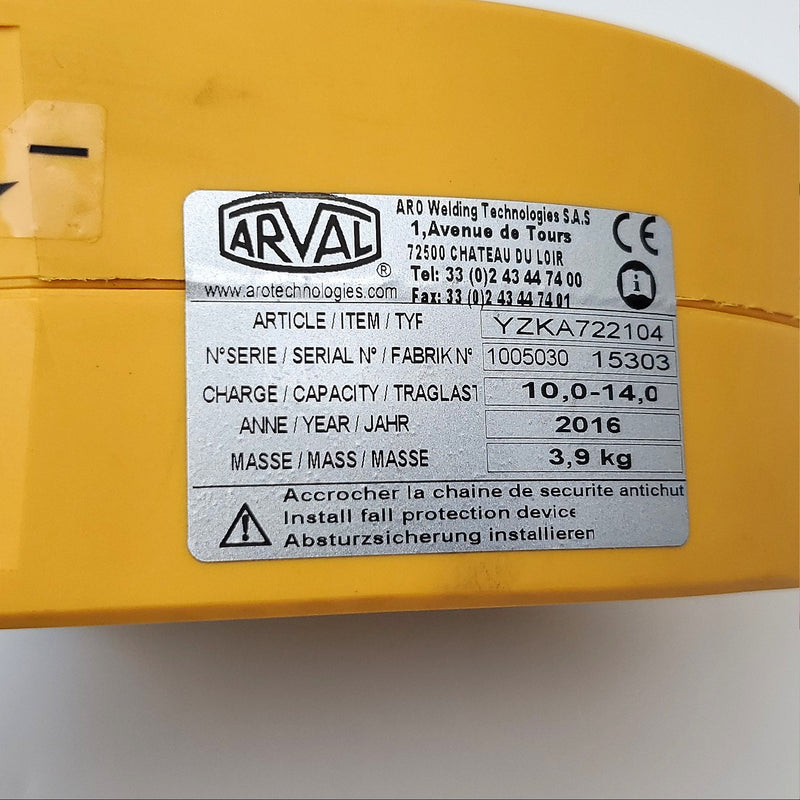 ARVAL ®
www.arotechnologies.com
ARO Welding Technologies S.A.S
1,Avenue de Tours
72500 CHATEAU DU LOIR
Tel: 33 (0)2 43 44 74 00
Fax: 33 (0)2 43 44 74 01
CE
i
ARTICLE / ITEM / TYF YZKA722104
N°SERIE / SERIAL N° / FABRIK N° 1005030 15303
CHARGE / CAPACITY / TRAGLAST 10,0-14,0
ANNE / YEAR / JAHR 2016
MASSE / MASS / MASSE 3,9 kg
Accrocher la chaine de securite antichut
Install fall protection device
Absturzsicherung installieren